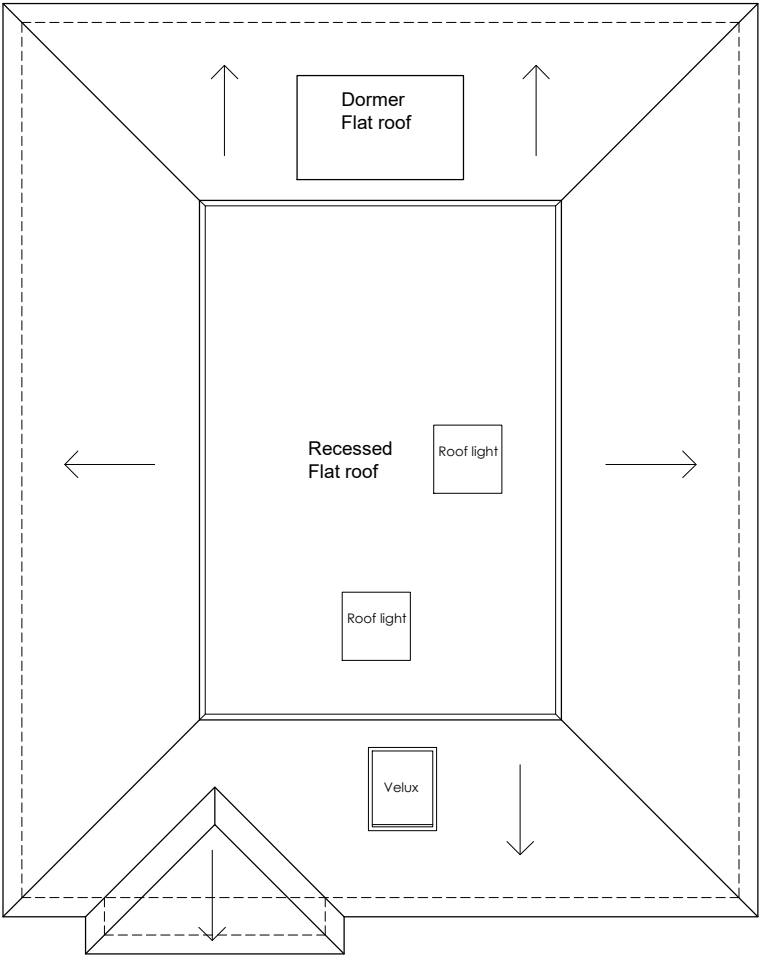 Dormer
Flat roof
Recessed
Flat roof
Roof light
Roof light
Velux